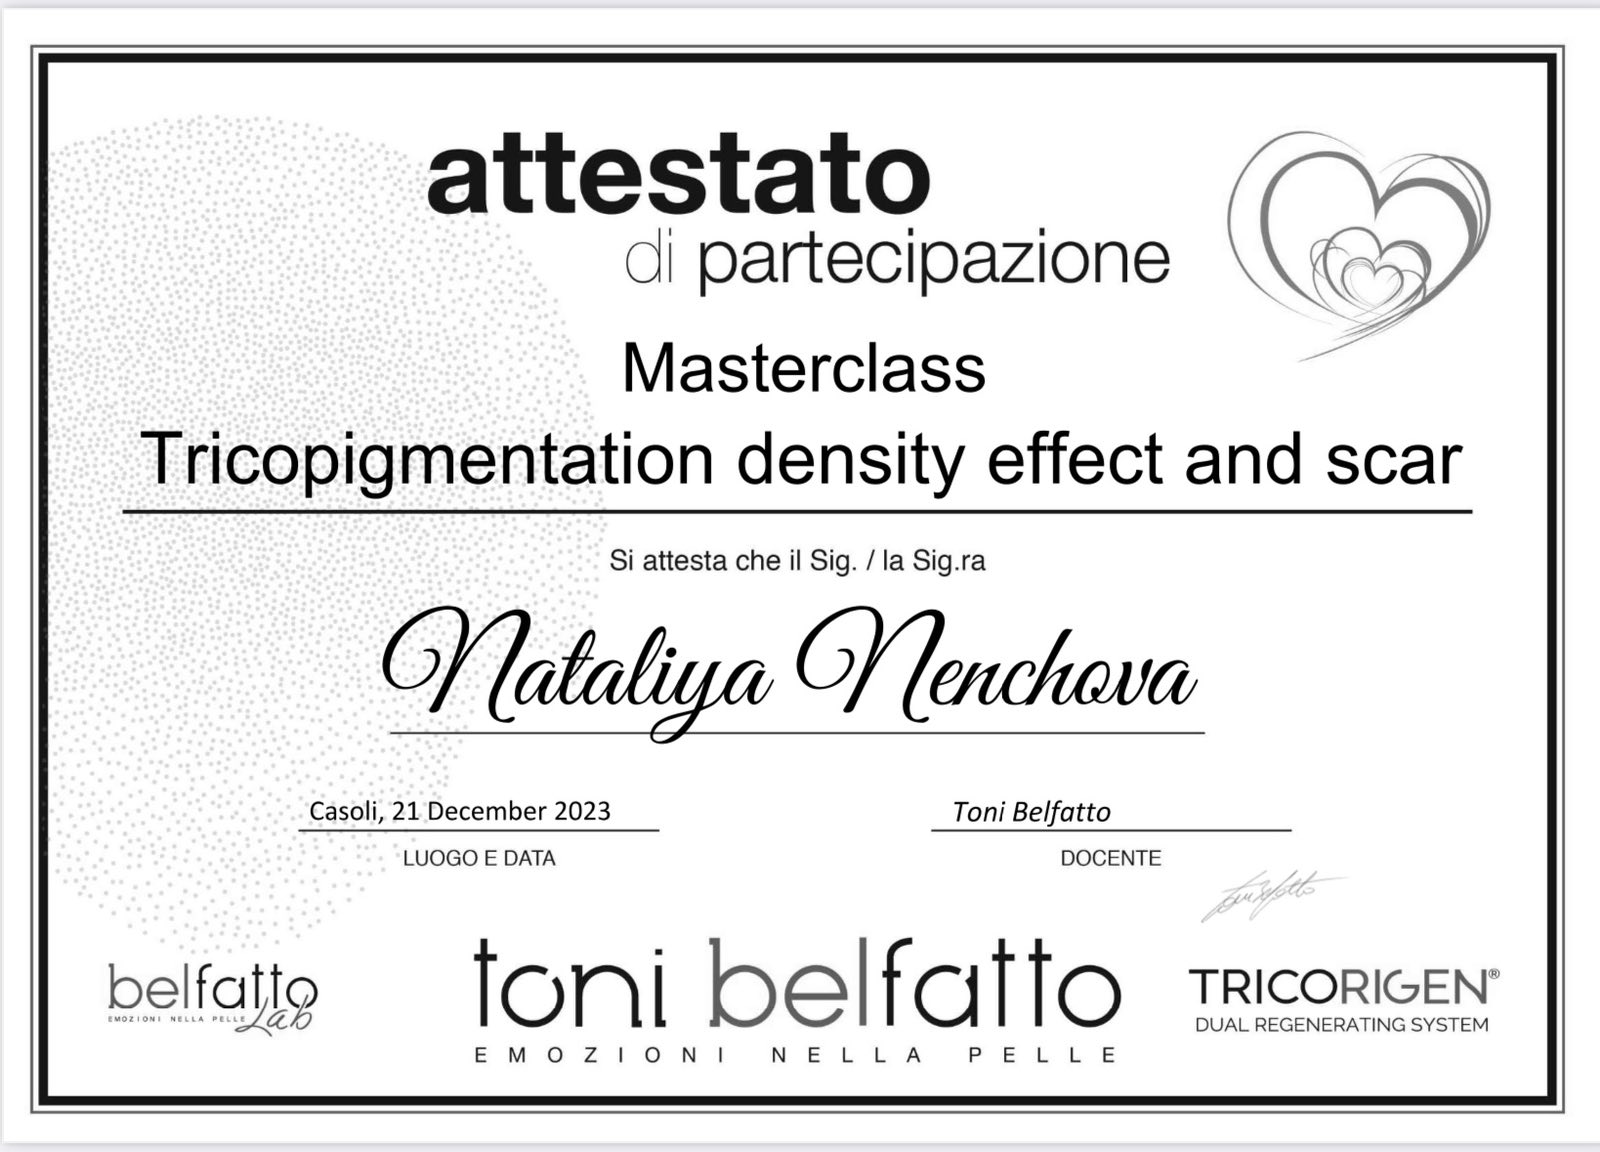 attestato
di partecipazione
Masterclass
Tricopigmentation density effect and scar
Si attesta che il Sig. / la Sig.ra
Nataliya Nenchova
Casoli, 21 December 2023
LUOGO E DATA
Toni Belfatto
DOCENTE
belfatto
EMOZIONI NELLA PELLE
Lab
toni belfatto
EMOZIONI NELLA PELLE
TRICORIGEN®
DUAL REGENERATING SYSTEM